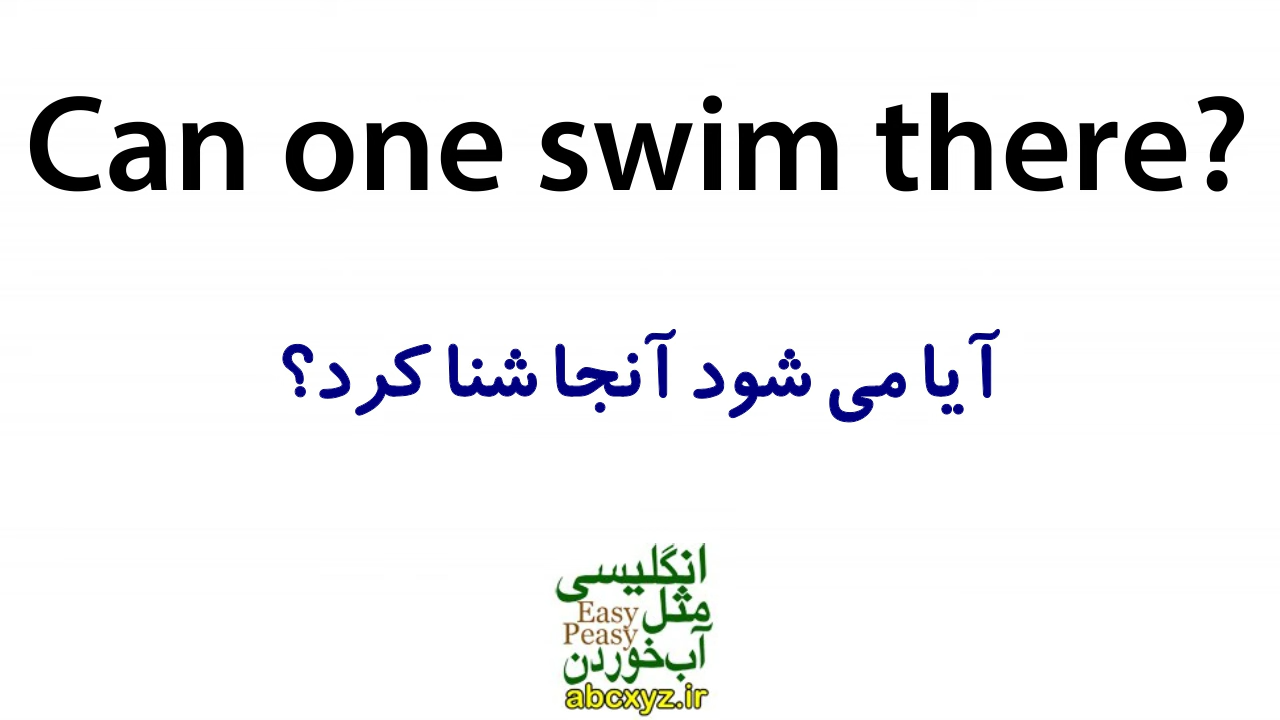 Can one swim there?
آیا می شود آنجا شنا کرد؟
انگلیسی
مثل Easy
Peasy
آب‌خوردن
abcxyz.ir